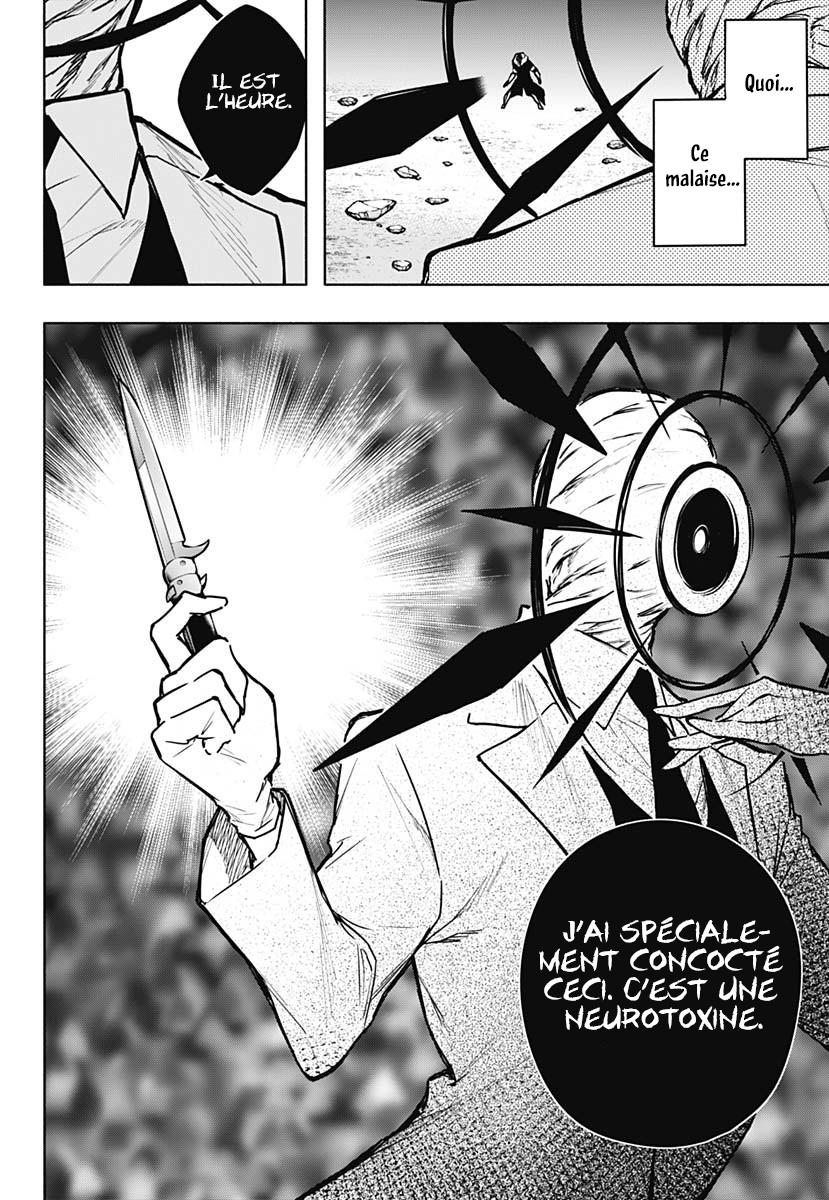 Quoi...
Ce
malaise...
IL EST
L'HEURE.
J'AI SPÉCIALE-
MENT CONCOCTÉ
CECI. C'EST UNE
NEUROTOXINE.